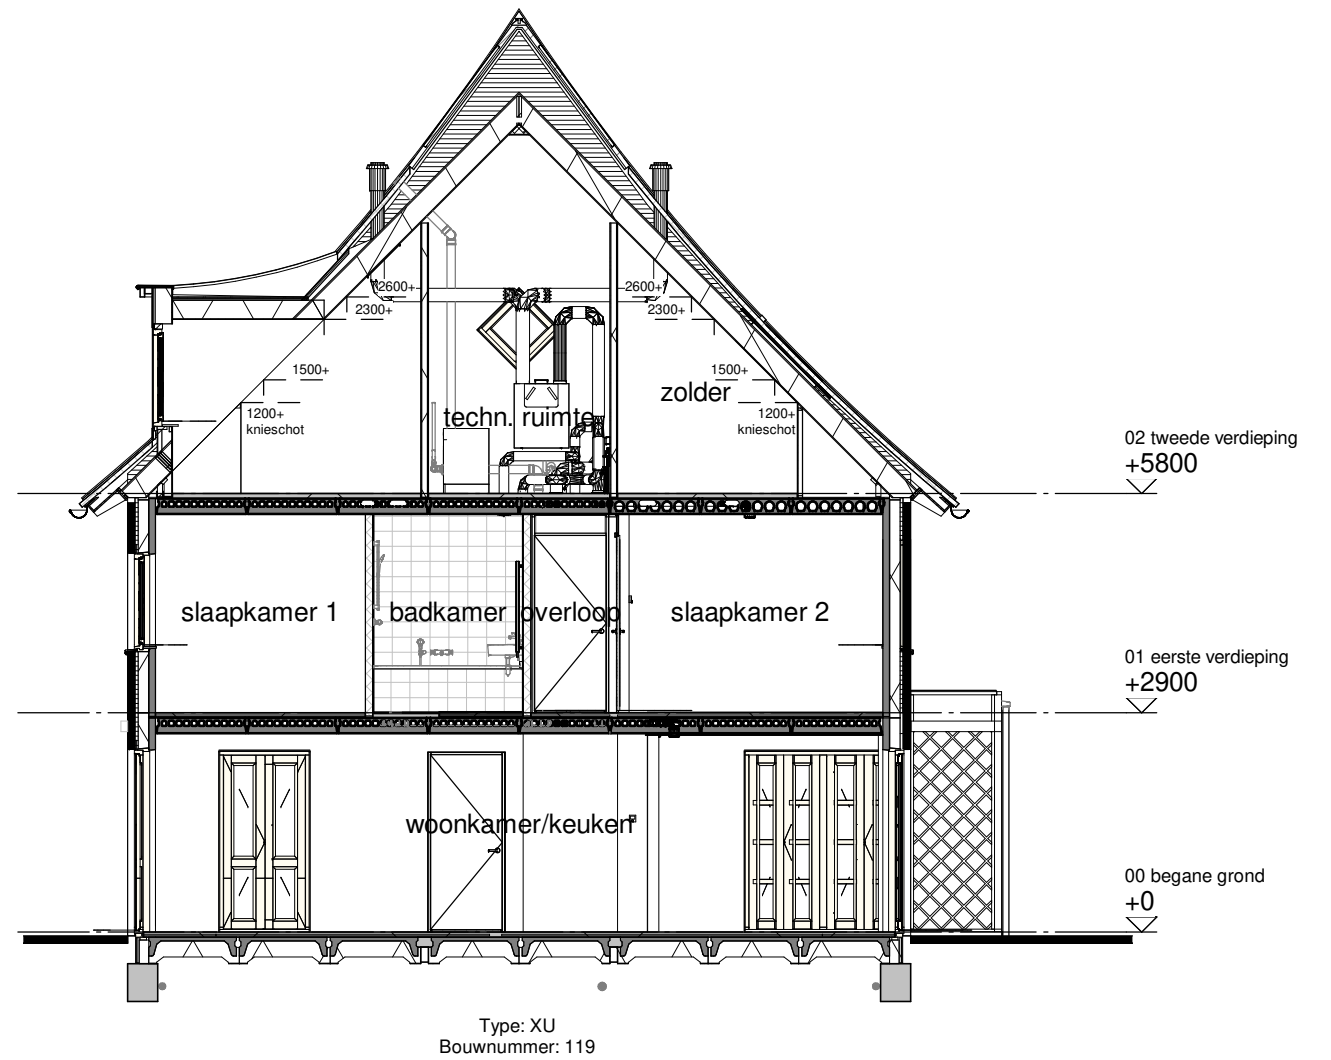 2600+
2600+
2300+
2300+
1500+
1500+
zolder
1200+
knieschot
techn. ruimte
1200+
knieschot
02 tweede verdieping
+5800
slaapkamer 1
badkamer
overloop
slaapkamer 2
01 eerste verdieping
+2900
woonkamer/keuken
00 begane grond
+0
Type: XU
Bouwnummer: 119